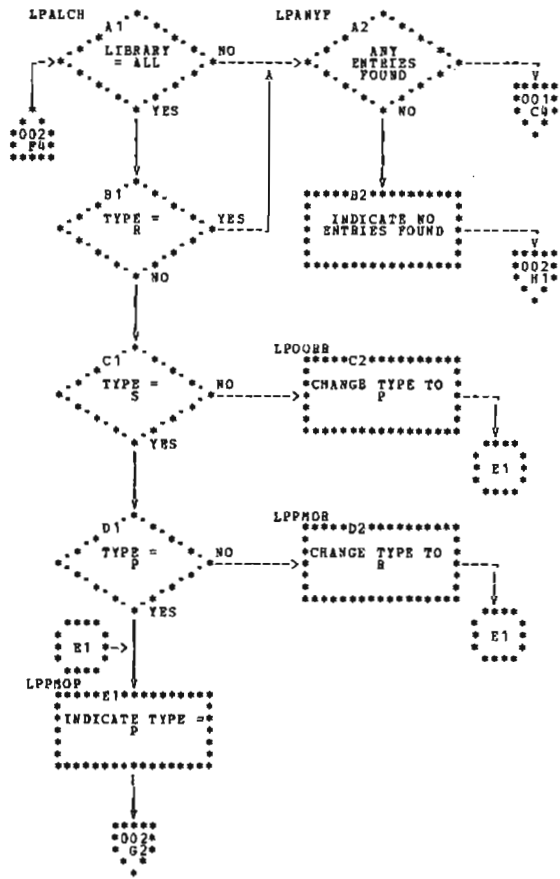 LPALCH
A1
LIBRARY
= ALL
NO
A
YES
002
F4
LPANYF
A2
ANY
ENTRIES
FOUND
NO
001
C4
B1
TYPE =
R
YES
NO
B2
INDICATE NO
ENTRIES FOUND
002
H1
C1
TYPE =
S
NO
YES
LPOORR
C2
CHANGE TYPE TO
P
E1
D1
TYPE =
P
NO
YES
LPPMOR
D2
CHANGE TYPE TO
R
E1
E1
LPPMOP
E1
INDICATE TYPE =
P
002
G2